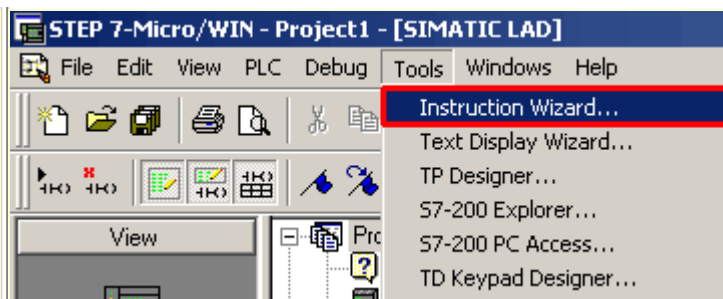 STEP 7-Micro/WIN - Project1 - [SIMATIC LAD]
File Edit View PLC Debug Tools Windows Help
Instruction Wizard...
Text Display Wizard...
TP Designer...
S7-200 Explorer...
S7-200 PC Access...
TD Keypad Designer...
View